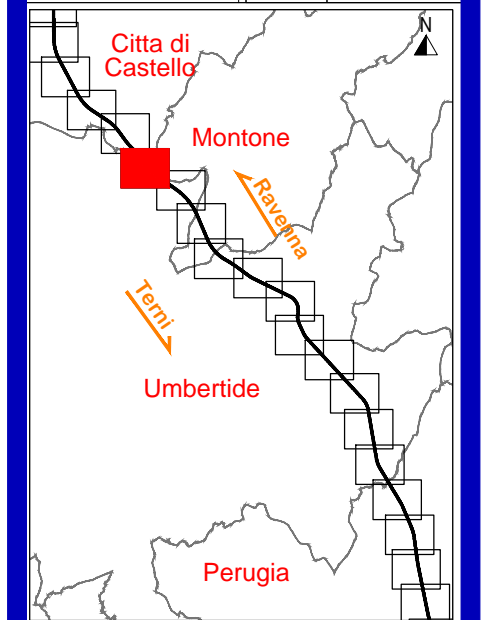 N
Citta di
Castello
Montone
Ravenna
Terni
Umbertide
Perugia